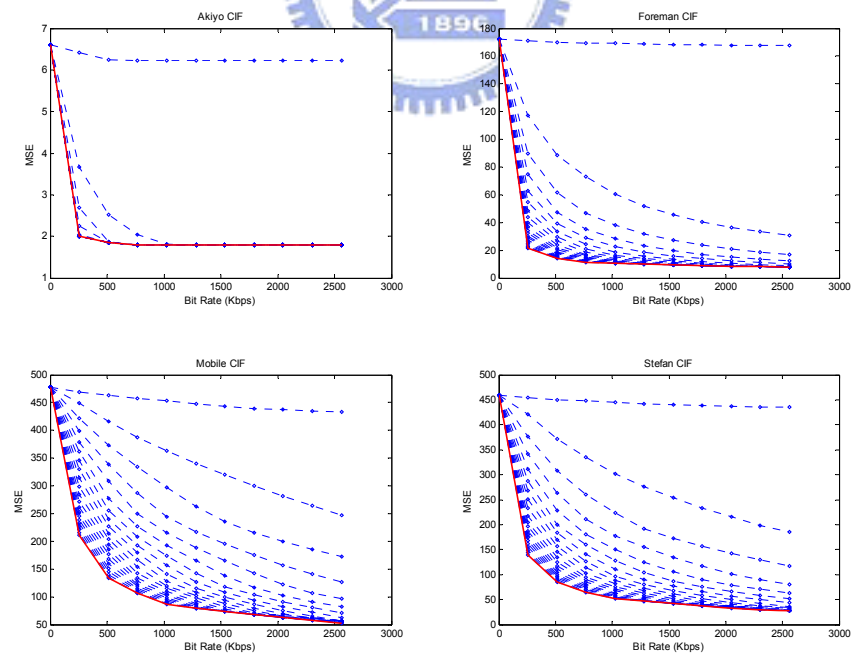 1896
Akiyo CIF
7
6
5
4
3
2
1
MSE
0 500 1000 1500 2000 2500 3000
Bit Rate (Kbps)
Foreman CIF
180
160
140
120
100
80
60
40
20
0
MSE
0 500 1000 1500 2000 2500 3000
Bit Rate (Kbps)
Mobile CIF
500
450
400
350
300
250
200
150
100
50
MSE
0 500 1000 1500 2000 2500 3000
Bit Rate (Kbps)
Stefan CIF
500
450
400
350
300
250
200
150
100
50
0
MSE
0 500 1000 1500 2000 2500 3000
Bit Rate (Kbps)